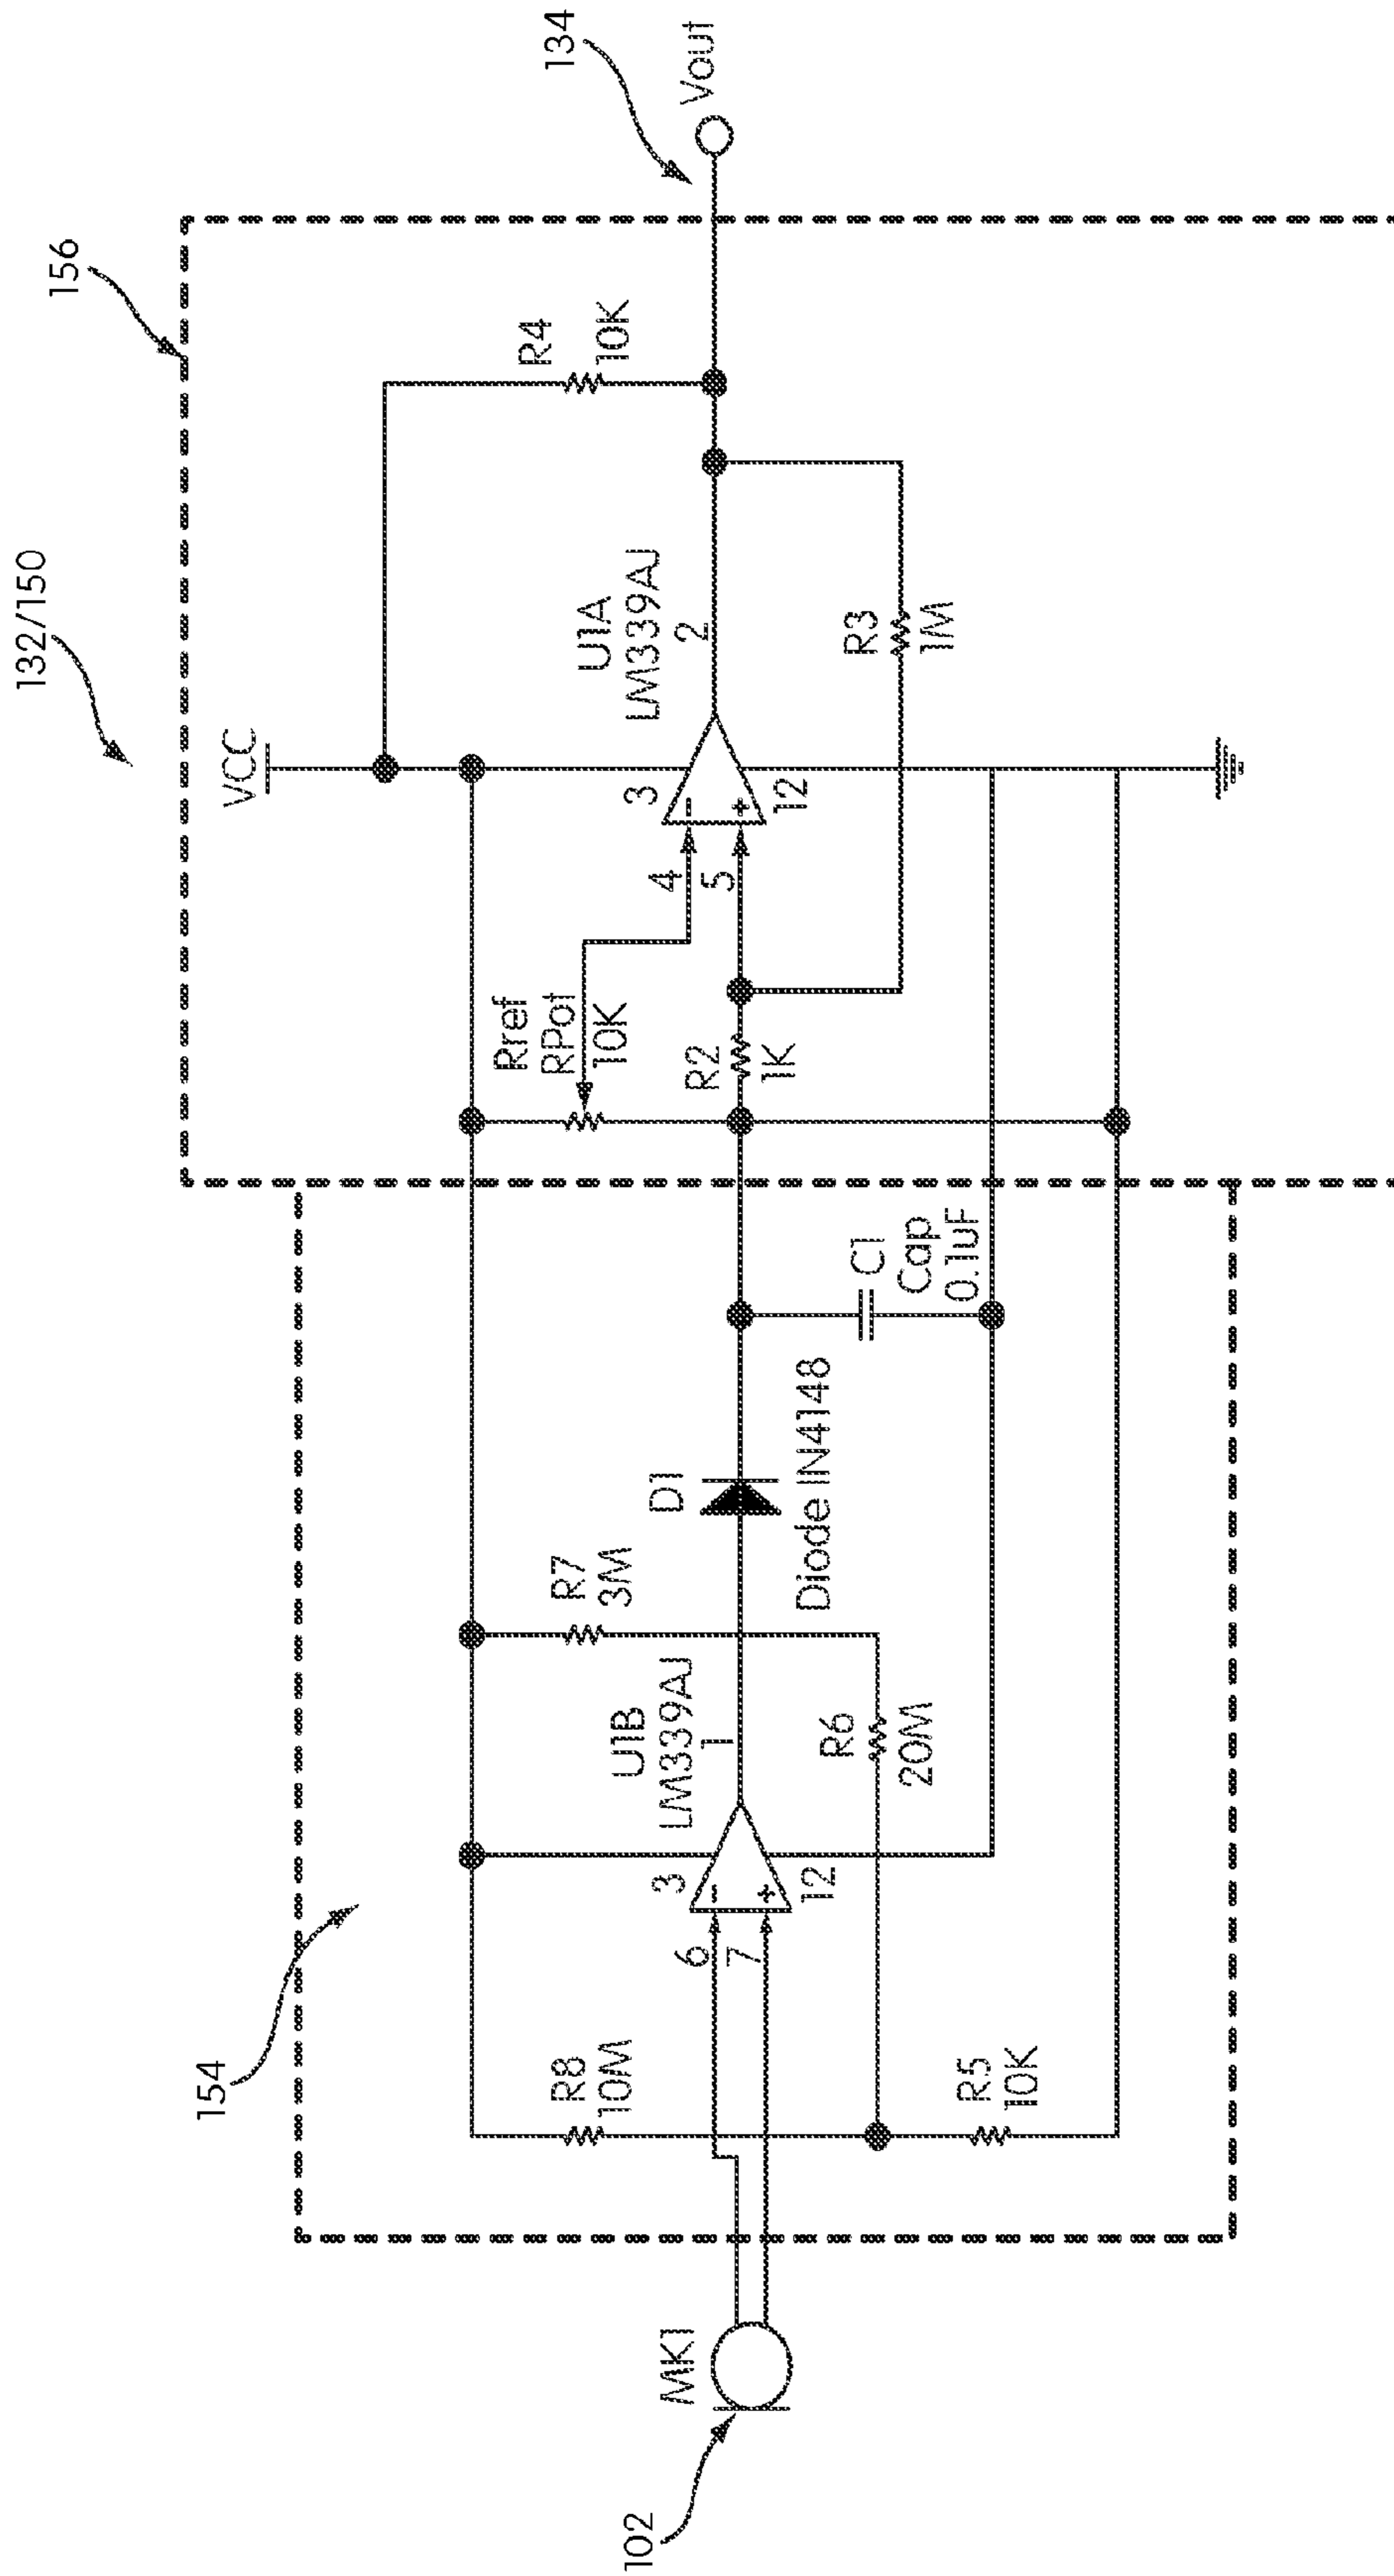 132/150
156
134
154
102
VCC
R4
10K
Vout
U1A
LM339AJ
2
3
12
4
5
R3
1M
Rref
RPot
10K
R2
1K
C1
Cap
0.1uF
D1
Diode IN4148
R7
3M
U1B
LM339AJ
1
3
12
6
7
R6
20M
R8
10M
R5
10K
MK1